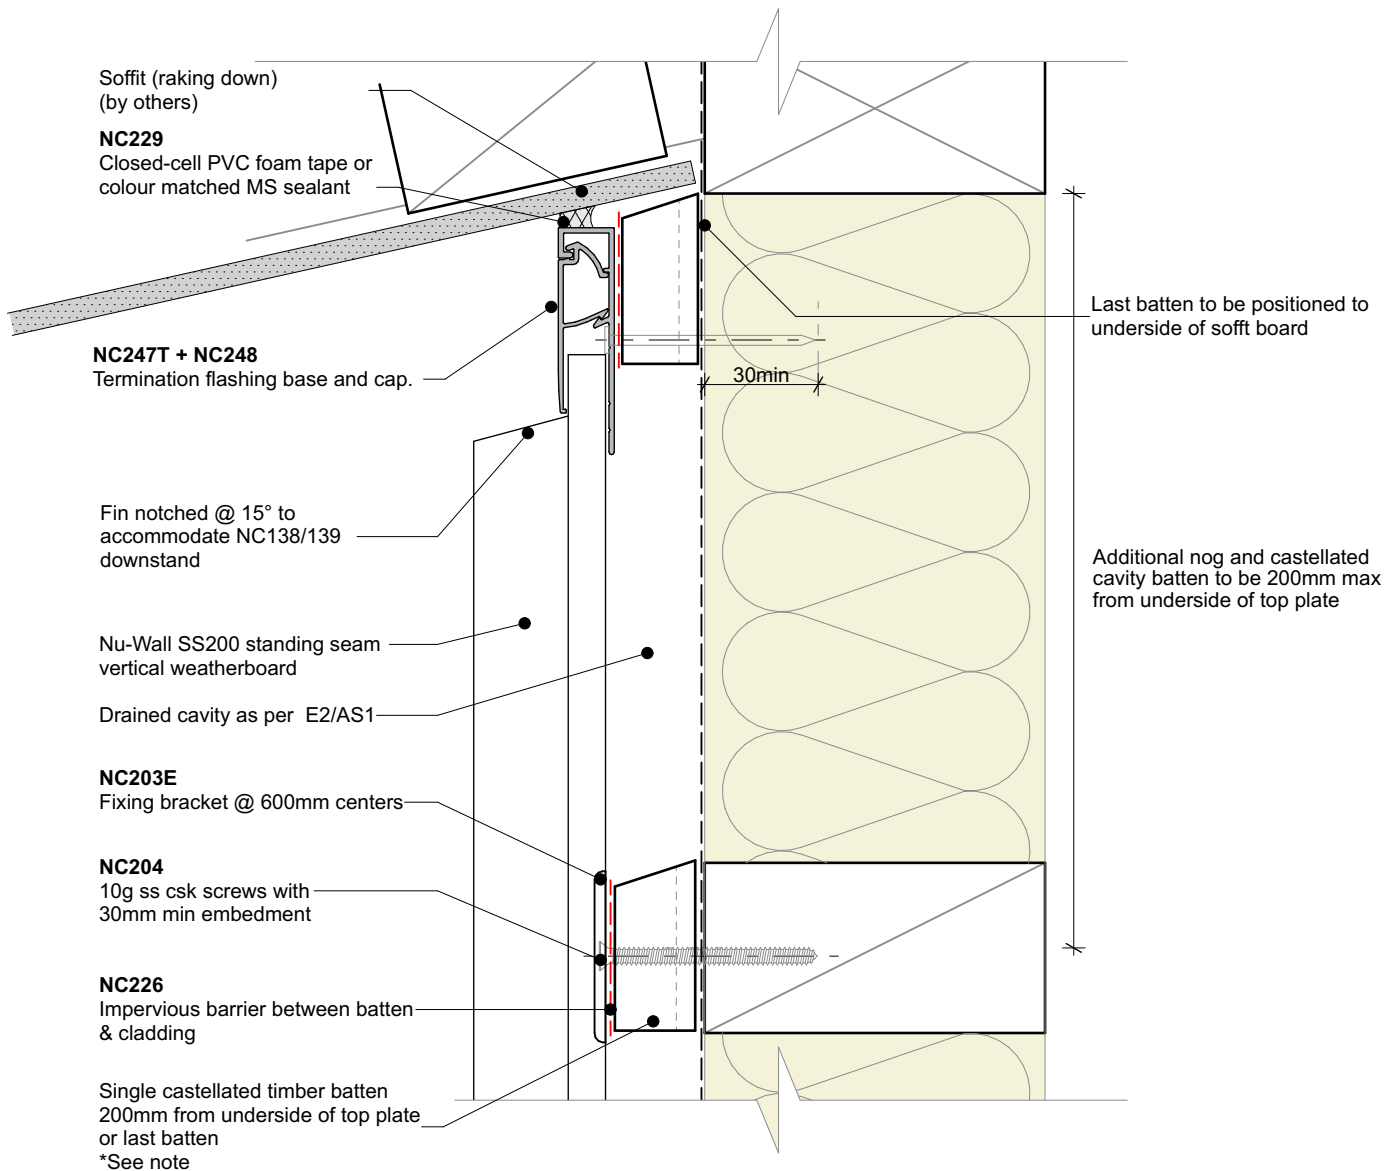 Soffit (raking down)
(by others)
NC229
Closed-cell PVC foam tape or
colour matched MS sealant
NC247T + NC248
Termination flashing base and cap.
Fin notched @ 15° to
accommodate NC138/139
downstand
Nu-Wall SS200 standing seam
vertical weatherboard
Drained cavity as per E2/AS1
NC203E
Fixing bracket @ 600mm centers
NC204
10g ss csk screws with
30mm min embedment
NC226
Impervious barrier between batten
& cladding
Single castellated timber batten
200mm from underside of top plate
or last batten
*See note
30min
Last batten to be positioned to
underside of sofft board
Additional nog and castellated
cavity batten to be 200mm max
from underside of top plate